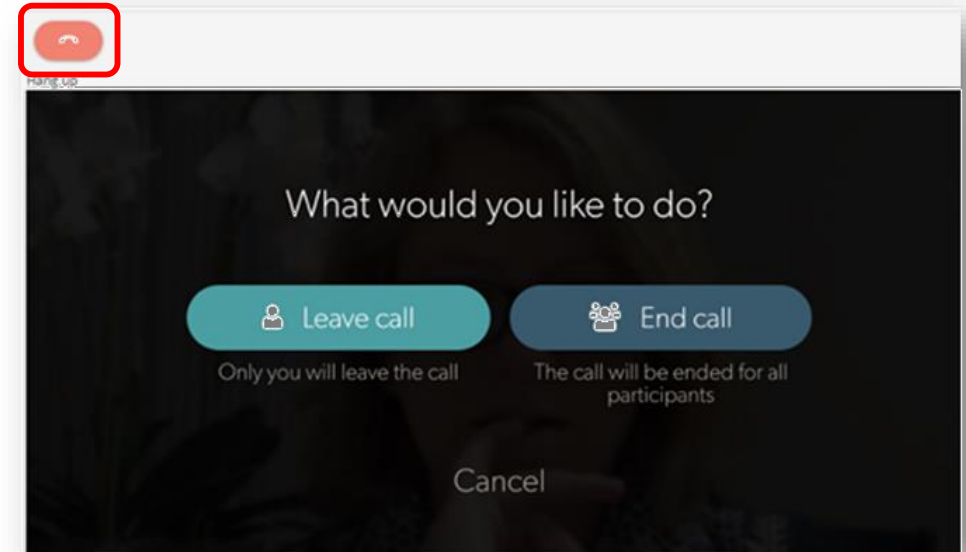 Hang up
What would you like to do?
Leave call
End call
Only you will leave the call
The call will be ended for all
participants
Cancel